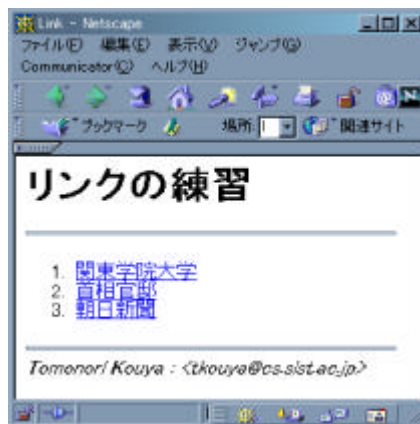 Link - Netscape
ファイル(F) 編集(E) 表示(V) ジャンプ(G)
Communicator(C) ヘルプ(H)
ブックマーク 場所: 関連サイト
リンクの練習
1. 関東学院大学
2. 首相官邸
3. 朝日新聞
Tomonori Kouya : <tkouya@cs.sist.ac.jp>